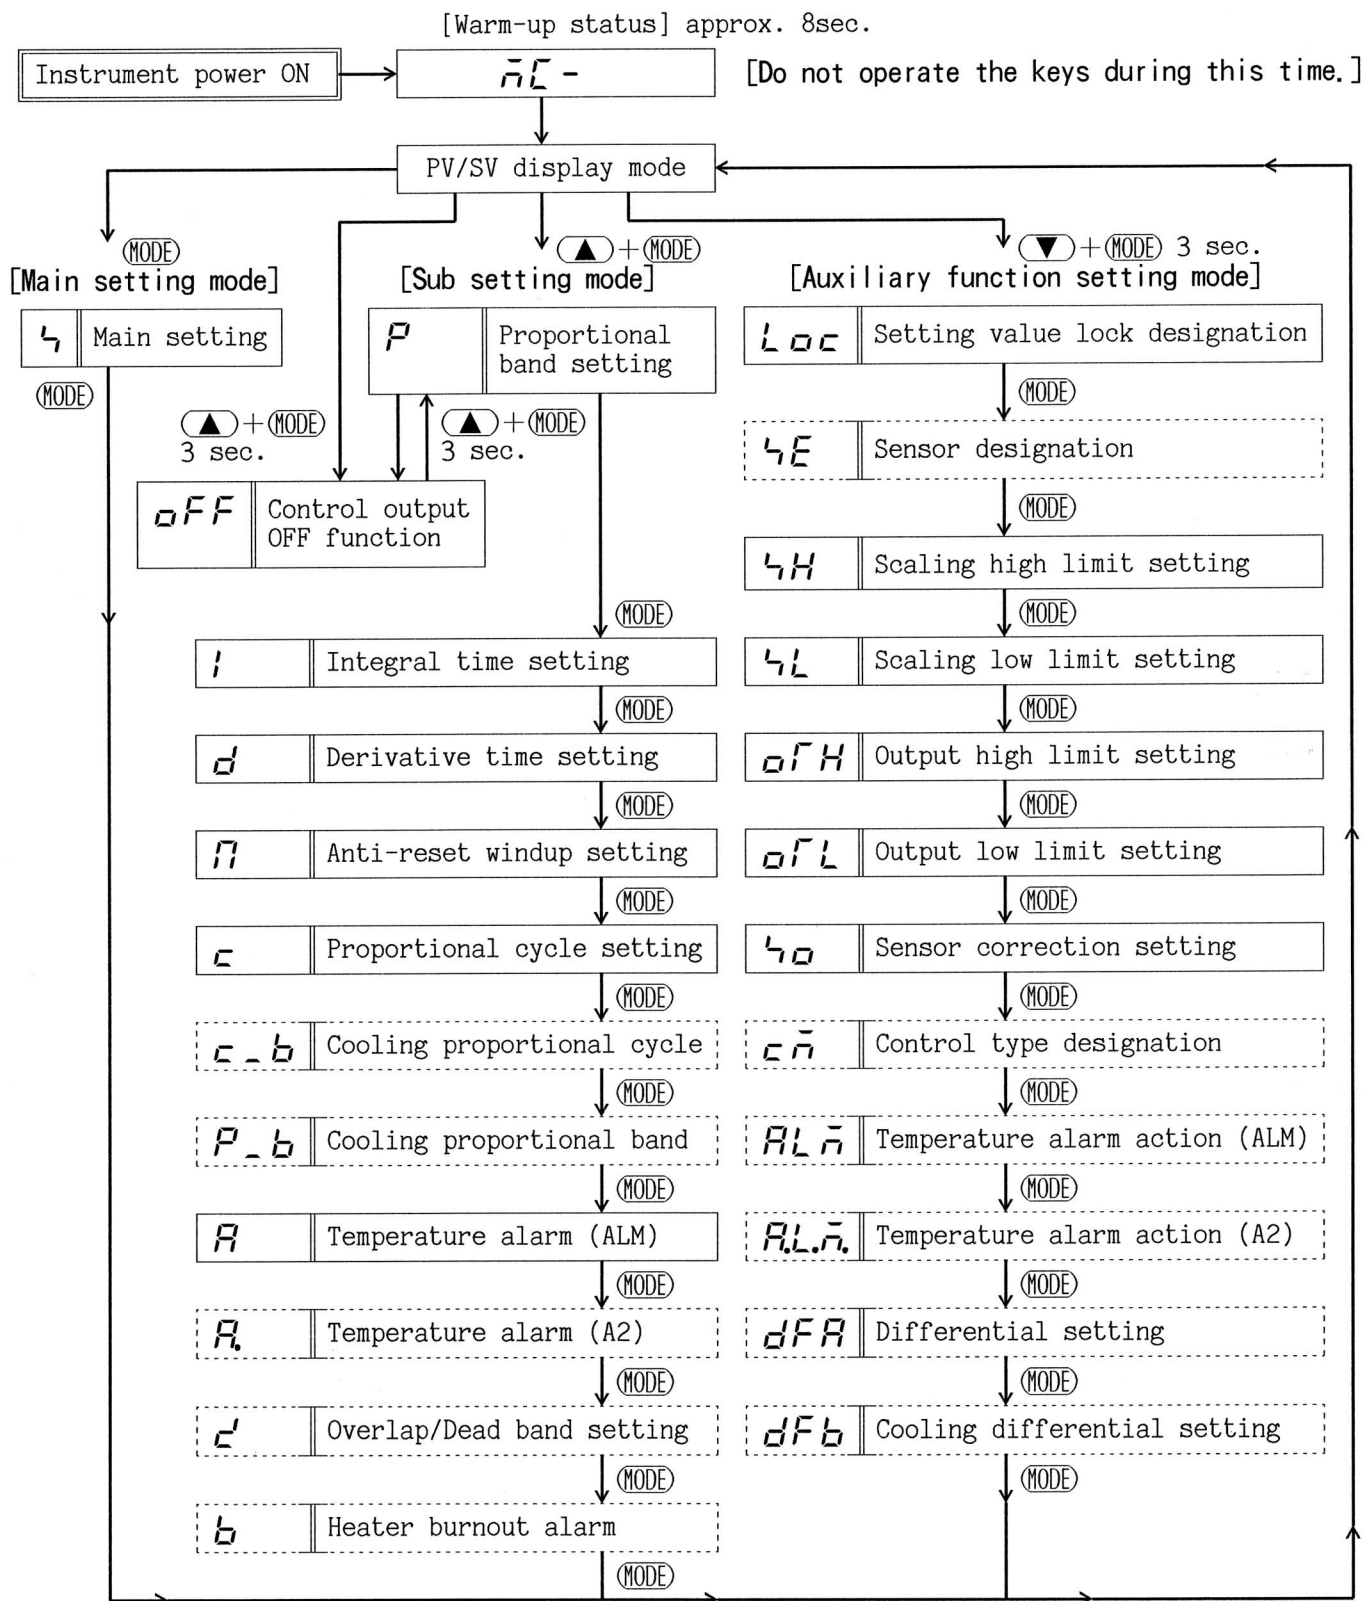 [Warm-up status] approx. 8sec.
Instrument power ON
[Do not operate the keys during this time.]
PV/SV display mode
MODE
[Main setting mode]
Main setting
MODE
▲+MODE
[Sub setting mode]
P Proportional
band setting
▲+MODE
3 sec.
▲+MODE
3 sec.
oFF Control output
OFF function
MODE
I Integral time setting
MODE
d Derivative time setting
MODE
Anti-reset windup setting
MODE
c Proportional cycle setting
MODE
c_b Cooling proportional cycle
MODE
P_b Cooling proportional band
MODE
A Temperature alarm (ALM)
MODE
A. Temperature alarm (A2)
MODE
Overlap/Dead band setting
MODE
b Heater burnout alarm
MODE
▼+MODE 3 sec.
[Auxiliary function setting mode]
Loc Setting value lock designation
MODE
Sensor designation
MODE
Scaling high limit setting
MODE
Scaling low limit setting
MODE
Output high limit setting
MODE
Output low limit setting
MODE
Sensor correction setting
MODE
Control type designation
MODE
Temperature alarm action (ALM)
MODE
Temperature alarm action (A2)
MODE
dFA Differential setting
MODE
dFb Cooling differential setting
MODE